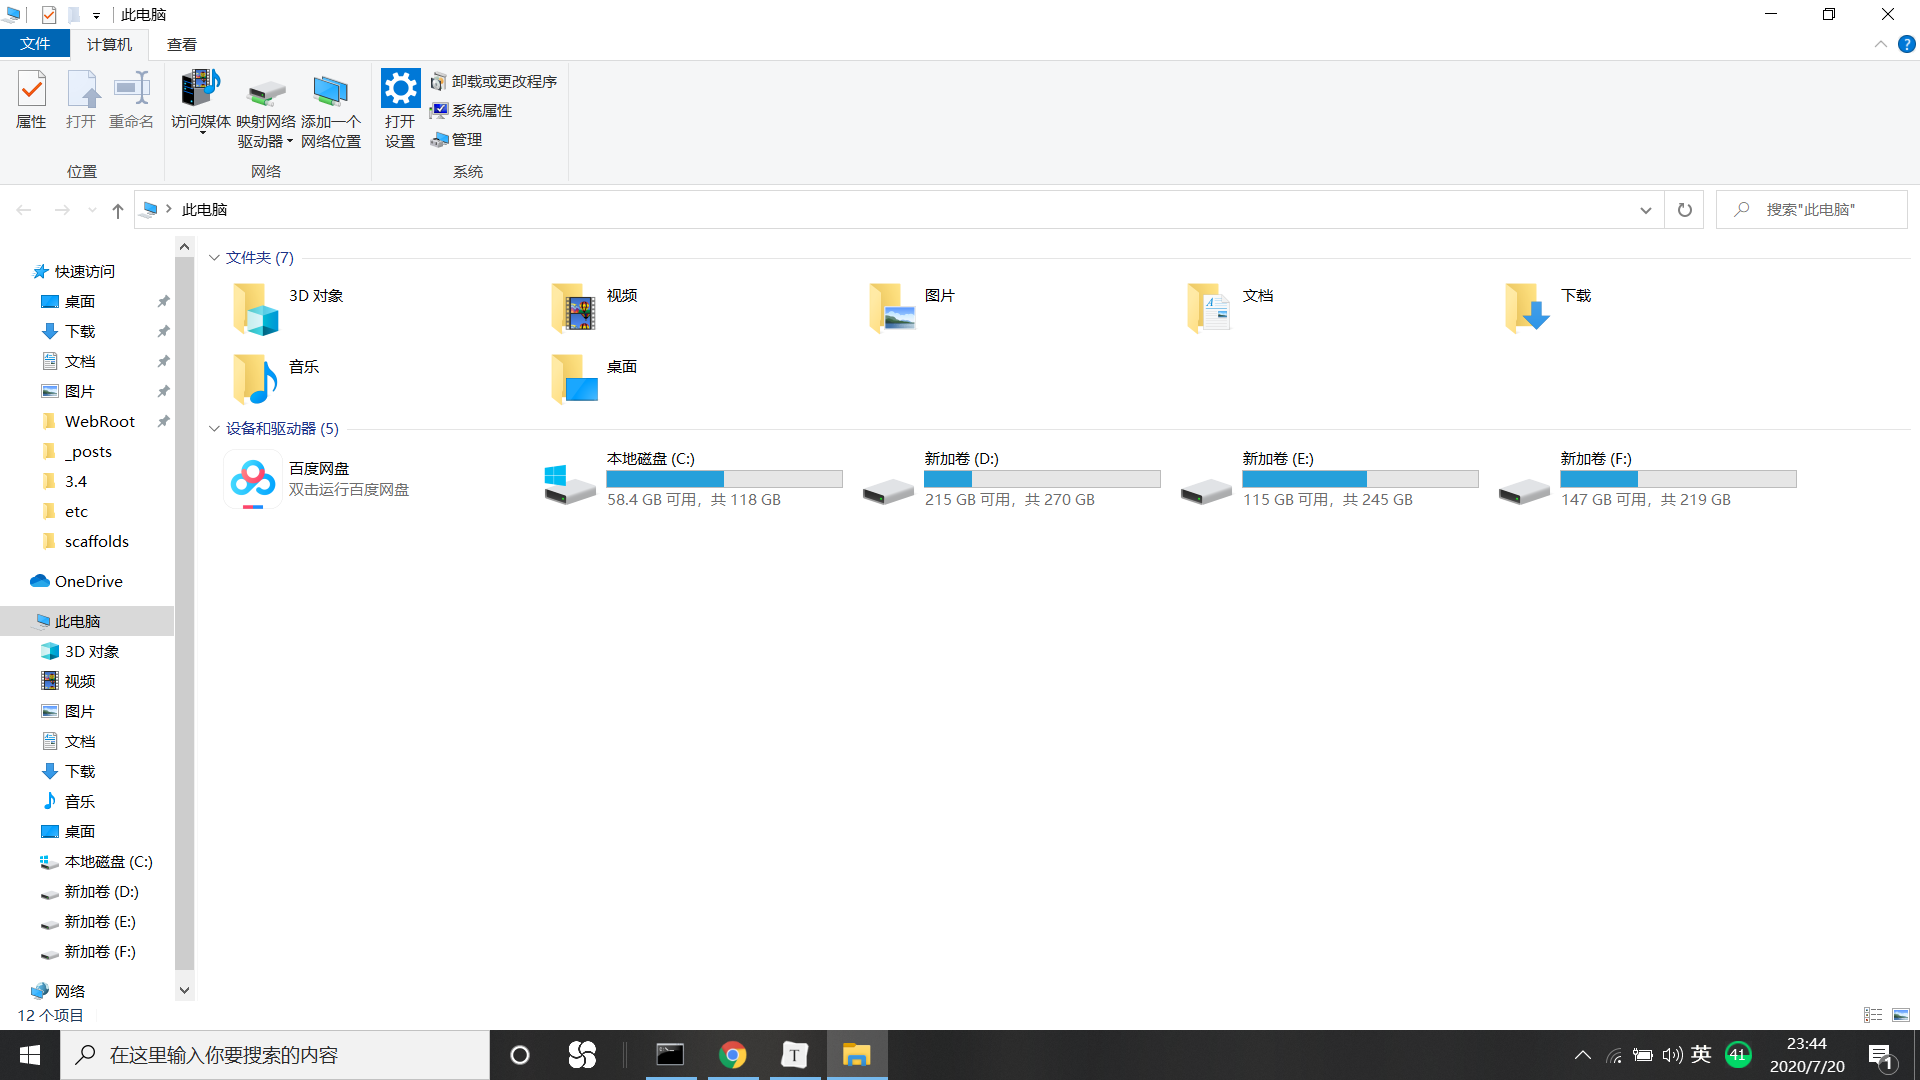 此电脑
文件 计算机 查看
属性 打开 重命名 访问媒体 映射网络驱动器 添加一个网络位置 打开设置 卸载或更改程序
系统属性
管理
位置 网络 系统
此电脑 搜索"此电脑"
快速访问
桌面
下载
文档
图片
WebRoot
_posts
3.4
etc
scaffolds
OneDrive
此电脑
3D 对象
视频
图片
文档
下载
音乐
桌面
本地磁盘 (C:)
新加卷 (D:)
新加卷 (E:)
新加卷 (F:)
网络
文件夹 (7)
3D 对象 视频 图片 文档 下载
音乐 桌面
设备和驱动器 (5)
百度网盘
双击运行百度网盘
本地磁盘 (C:)
58.4 GB 可用，共 118 GB
新加卷 (D:)
215 GB 可用，共 270 GB
新加卷 (E:)
115 GB 可用，共 245 GB
新加卷 (F:)
147 GB 可用，共 219 GB
12 个项目
在这里输入你要搜索的内容
T
英
41
23:44
2020/7/20
1